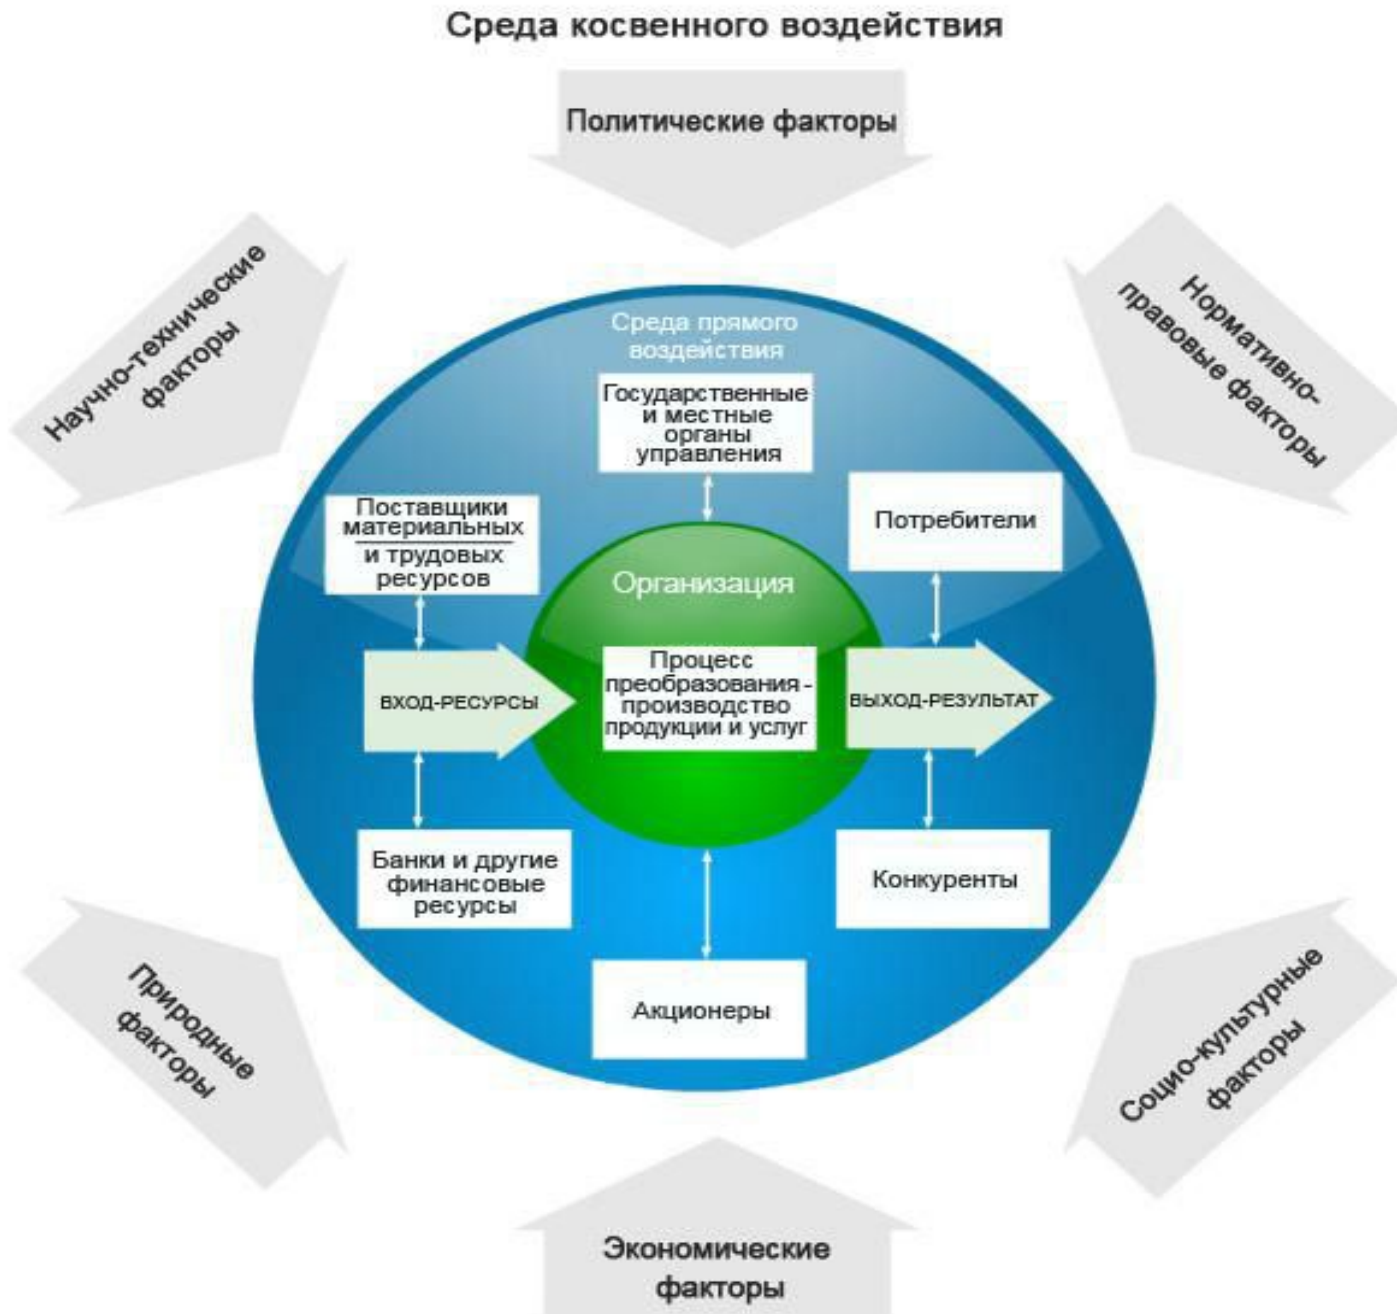 Среда косвенного воздействия
Политические факторы
Научно-технические
факторы
Нормативно-
правовые факторы
Среда прямого
воздействия
Государственные
и местные
органы
управления
Поставщики
материальных
и трудовых
ресурсов
Потребители
Организация
ВХОД-РЕСУРСЫ
Процесс
преобразования-
производство
продукции и услуг
ВЫХОД-РЕЗУЛЬТАТ
Банки и другие
финансовые
ресурсы
Конкуренты
Акционеры
Природные
факторы
Социо-культурные
факторы
Экономические
факторы